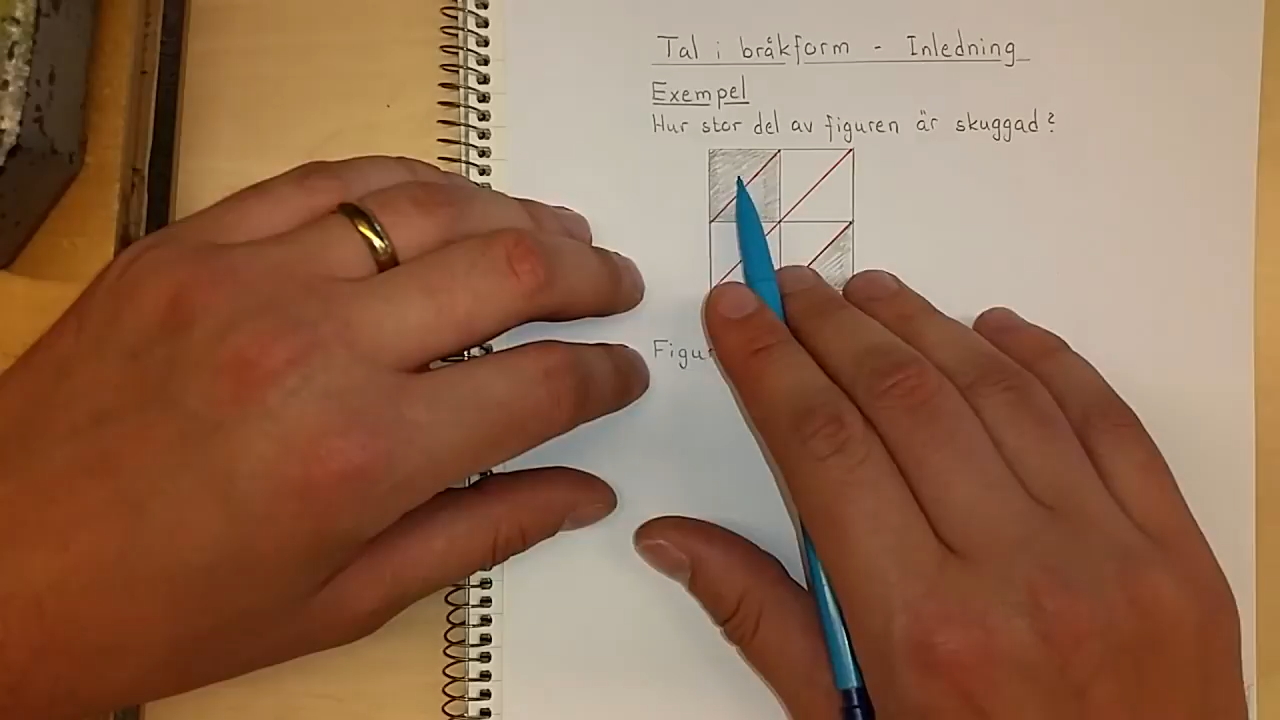 Tal i bråkform - Inledning
Exempel
Hur stor del av figuren är skuggad?